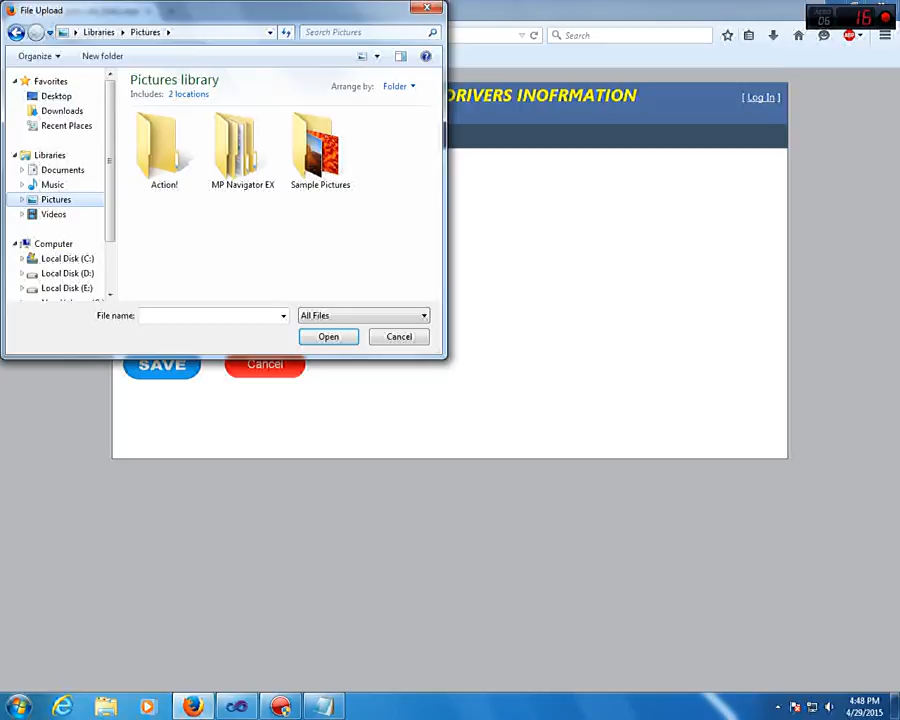 File Upload
Libraries
Pictures
Search Pictures
Search
Organize
New folder
Favorites
Desktop
Downloads
Recent Places
Libraries
Documents
Music
Pictures
Videos
Computer
Local Disk (C:)
Local Disk (D:)
Local Disk (E:)
Pictures library
Includes: 2 locations
Arrange by: Folder
Action!
MP Navigator EX
Sample Pictures
File name:
All Files
Open
Cancel
DRIVERS INOFRMATION
[ Log In ]
SAVE
Cancel
06
16
ABP
4:48 PM
4/29/2015